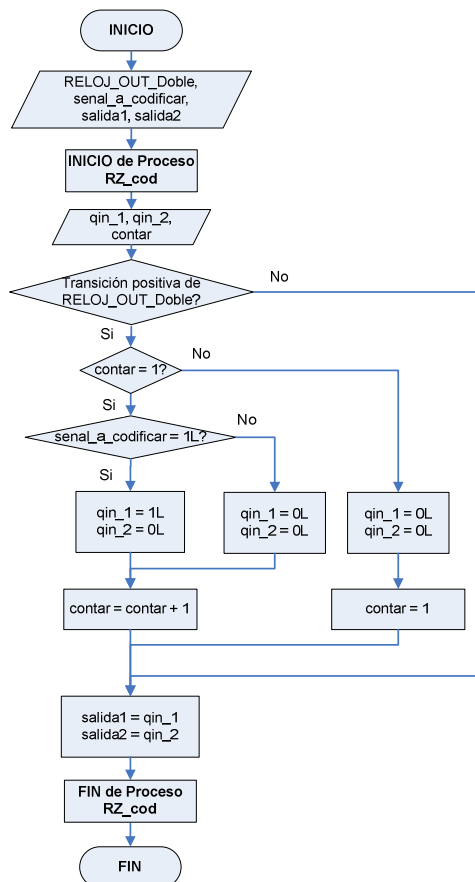 INICIO
RELOJ_OUT_Doble,
senal_a_codificar,
salida1, salida2
INICIO de Proceso
RZ_cod
qin_1, qin_2,
contar
Transición positiva de
RELOJ_OUT_Doble?
No
Si
contar = 1?
No
Si
senal_a_codificar = 1L?
No
Si
qin_1 = 1L
qin_2 = 0L
qin_1 = 0L
qin_2 = 0L
qin_1 = 0L
qin_2 = 0L
contar = contar + 1
contar = 1
salida1 = qin_1
salida2 = qin_2
FIN de Proceso
RZ_cod
FIN